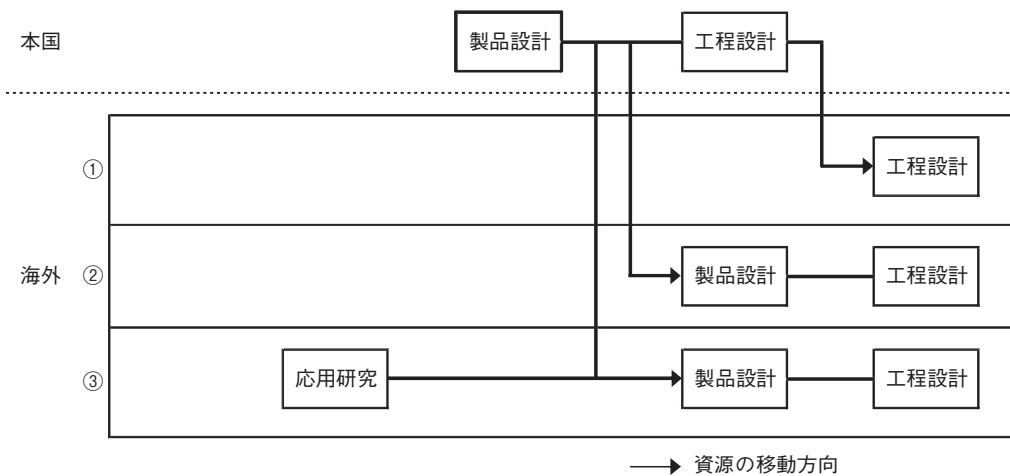 本国 製品設計 工程設計
① 工程設計
海外 ② 製品設計 工程設計
③ 応用研究 製品設計 工程設計
資源の移動方向